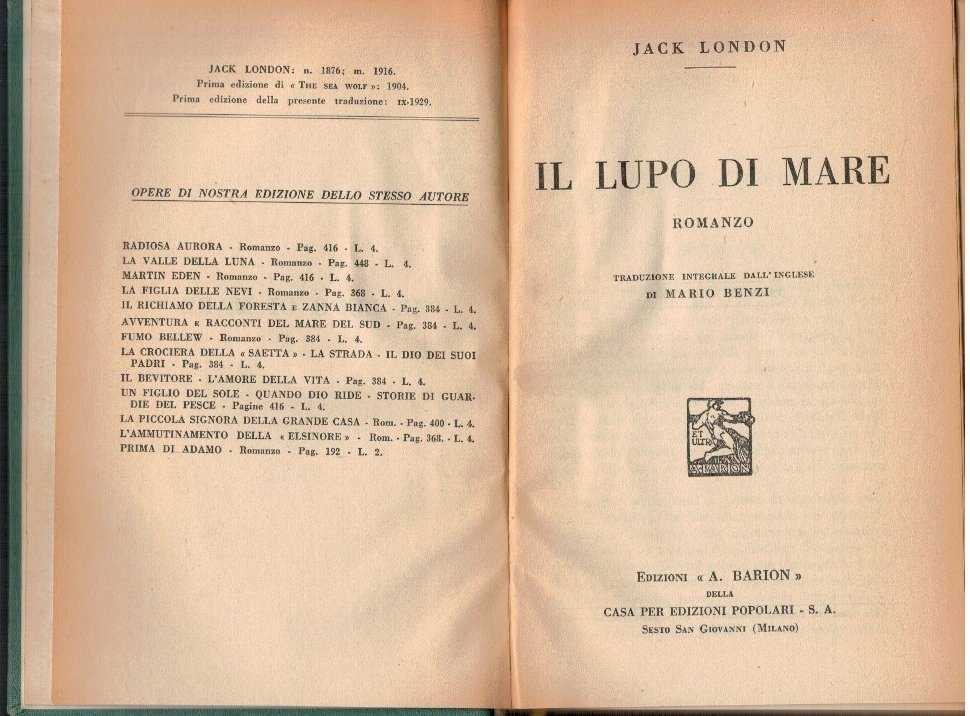 JACK LONDON: n. 1876; m. 1916.
Prima edizione di « THE SEA WOLF »: 1904.
Prima edizione della presente traduzione: IX-1929.
OPERE DI NOSTRA EDIZIONE DELLO STESSO AUTORE
RADIOSA AURORA - Romanzo - Pag. 416 - L. 4.
LA VALLE DELLA LUNA - Romanzo - Pag. 448 - L. 4.
MARTIN EDEN - Romanzo - Pag. 416 - L. 4.
LA FIGLIA DELLE NEVI - Romanzo - Pag. 368 - L. 4.
IL RICHIAMO DELLA FORESTA E ZANNA BIANCA - Pag. 384 - L. 4.
AVVENTURA E RACCONTI DEL MARE DEL SUD - Pag. 384 - L. 4.
FUMO BELLEW - Romanzo - Pag. 384 - L. 4.
LA CROCIERA DELLA « SAETTA » - LA STRADA - IL DIO DEI SUOI
PADRI - Pag. 384 - L. 4.
IL BEVITORE - L'AMORE DELLA VITA - Pag. 384 - L. 4.
UN FIGLIO DEL SOLE - QUANDO DIO RIDE - STORIE DI GUAR-
DIE DEL PESCE - Pagine 416 - L. 4.
LA PICCOLA SIGNORA DELLA GRANDE CASA - Rom. - Pag. 400 - L. 4.
L'AMMUTINAMENTO DELLA « ELSINORE » - Rom. - Pag. 368. - L. 4.
PRIMA DI ADAMO - Romanzo - Pag. 192 - L. 2.
JACK LONDON
IL LUPO DI MARE
ROMANZO
TRADUZIONE INTEGRALE DALL'INGLESE
DI MARIO BENZI
ET
ULTRA
A·BARION
EDIZIONI « A. BARION »
DELLA
CASA PER EDIZIONI POPOLARI - S. A.
SESTO SAN GIOVANNI (MILANO)